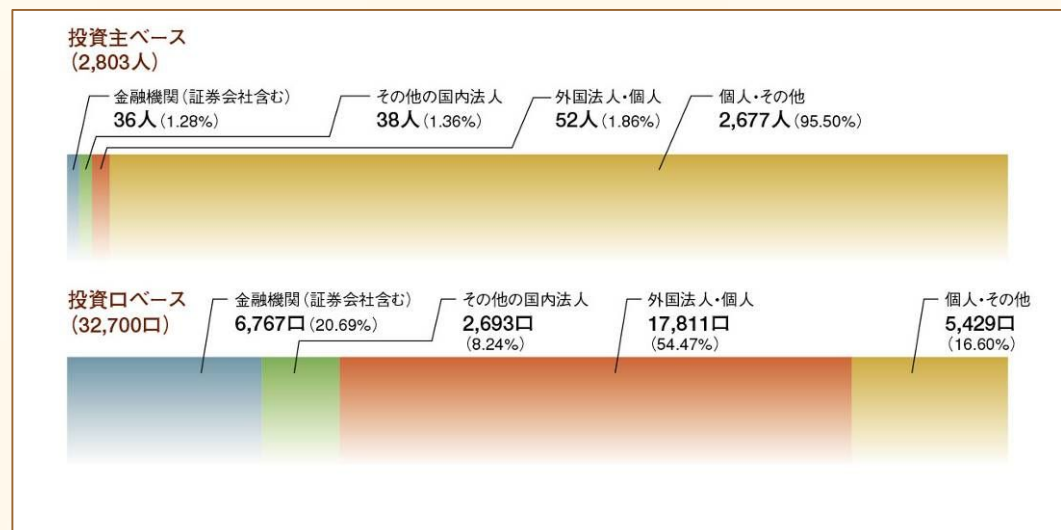 投資主ベース
(2,803人)
金融機関(証券会社含む)
36人(1.28%)
その他の国内法人
38人(1.36%)
外国法人・個人
52人(1.86%)
個人・その他
2,677人(95.50%)
投資口ベース
(32,700口)
金融機関(証券会社含む)
6,767口(20.69%)
その他の国内法人
2,693口
(8.24%)
外国法人・個人
17,811口
(54.47%)
個人・その他
5,429口
(16.60%)